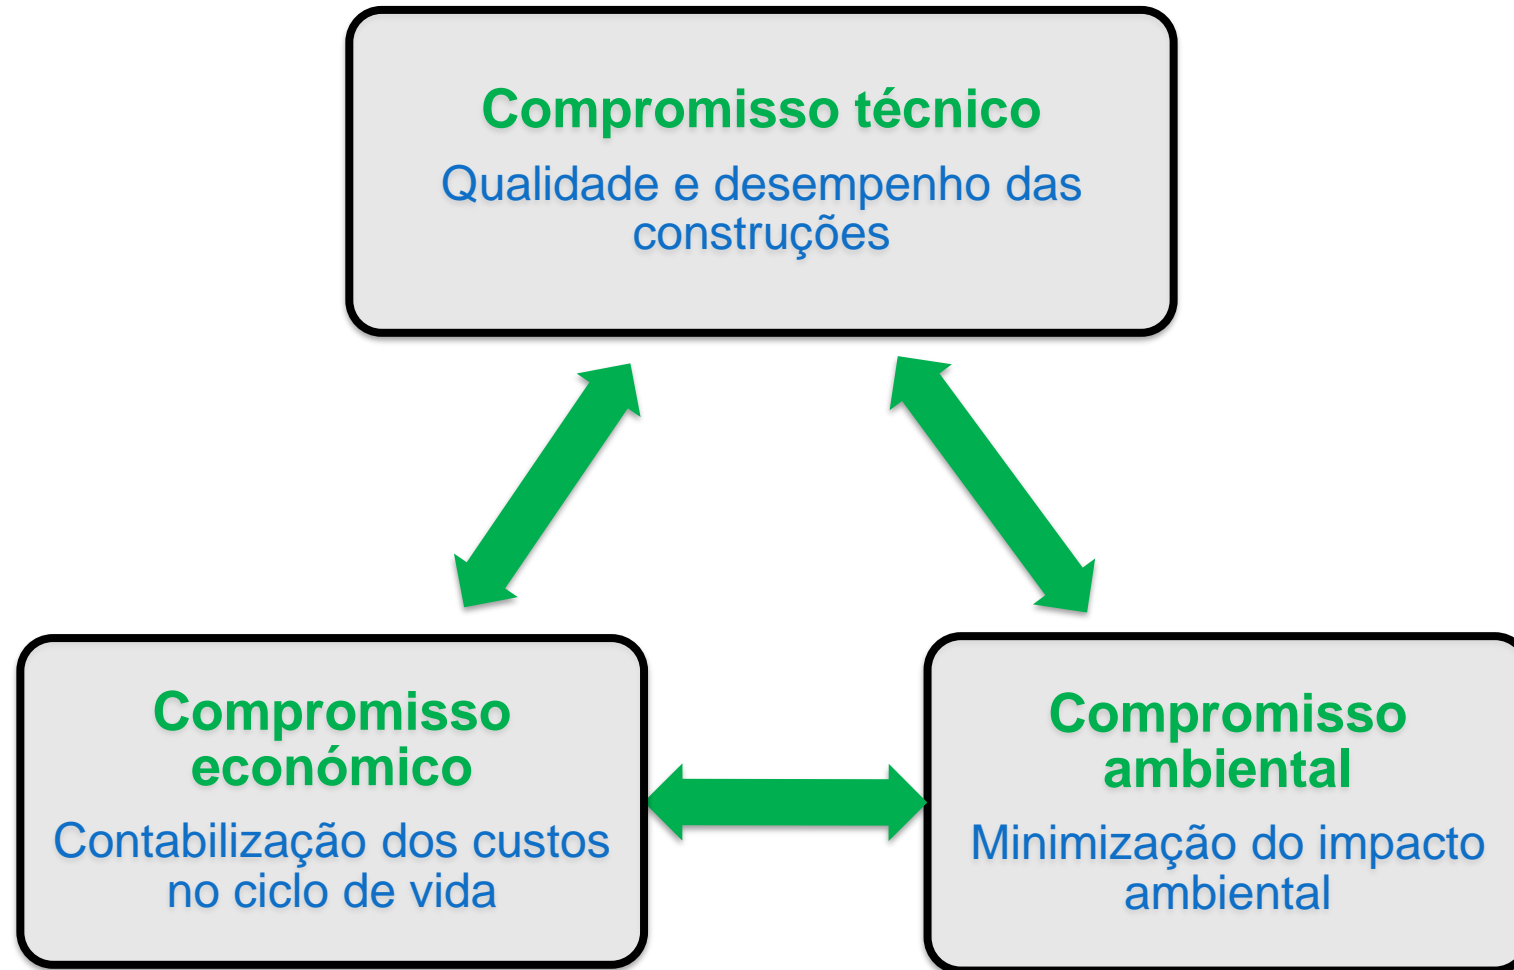 Compromisso técnico
Qualidade e desempenho das
construções
Compromisso
económico
Contabilização dos custos
no ciclo de vida
Compromisso
ambiental
Minimização do impacto
ambiental